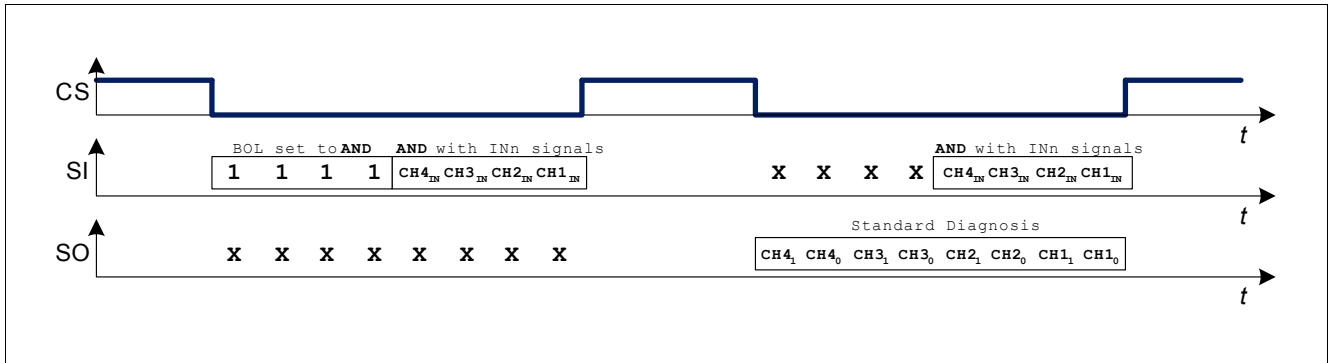 CS
t
BOL set to AND AND with INn signals AND with INn signals
SI 1 1 1 1 CH4IN CH3IN CH2IN CH1IN X X X X CH4IN CH3IN CH2IN CH1IN
t
Standard Diagnosis
SO X X X X X X X X CH41 CH40 CH31 CH30 CH21 CH20 CH11 CH10
t